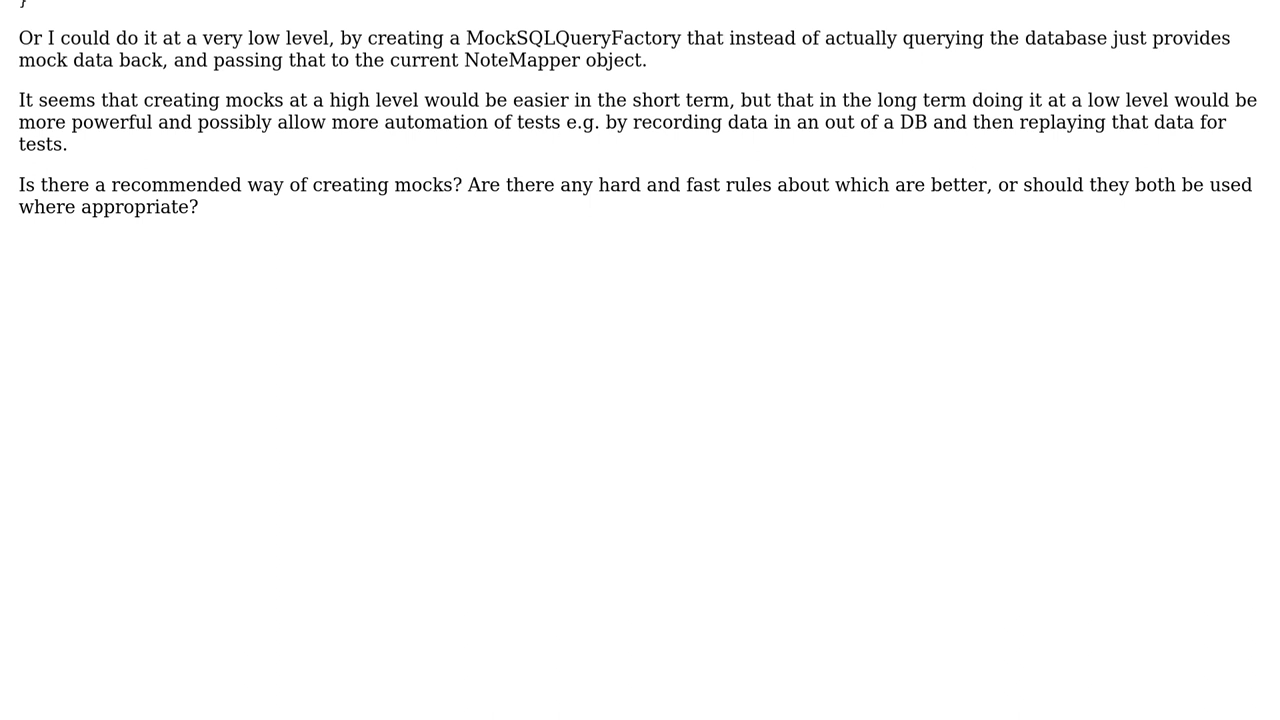 }
Or I could do it at a very low level, by creating a MockSQLQueryFactory that instead of actually querying the database just provides
mock data back, and passing that to the current NoteMapper object.
It seems that creating mocks at a high level would be easier in the short term, but that in the long term doing it at a low level would be
more powerful and possibly allow more automation of tests e.g. by recording data in an out of a DB and then replaying that data for
tests.
Is there a recommended way of creating mocks? Are there any hard and fast rules about which are better, or should they both be used
where appropriate?